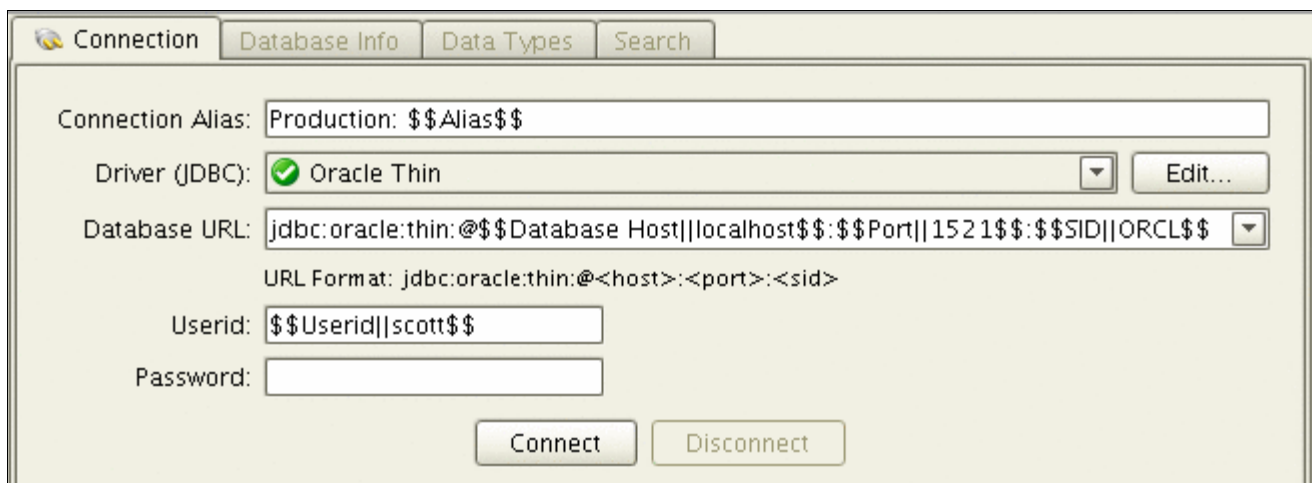 Connection Database Info Data Types Search
Connection Alias: Production: $$Alias$$
Driver (JDBC): Oracle Thin Edit...
Database URL: jdbc:oracle:thin:@$$Database Host||localhost$$:$$Port||1521$$:$$SID||ORCL$$
URL Format: jdbc:oracle:thin:@<host>:<port>:<sid>
Userid: $$Userid||scott$$
Password:
Connect Disconnect